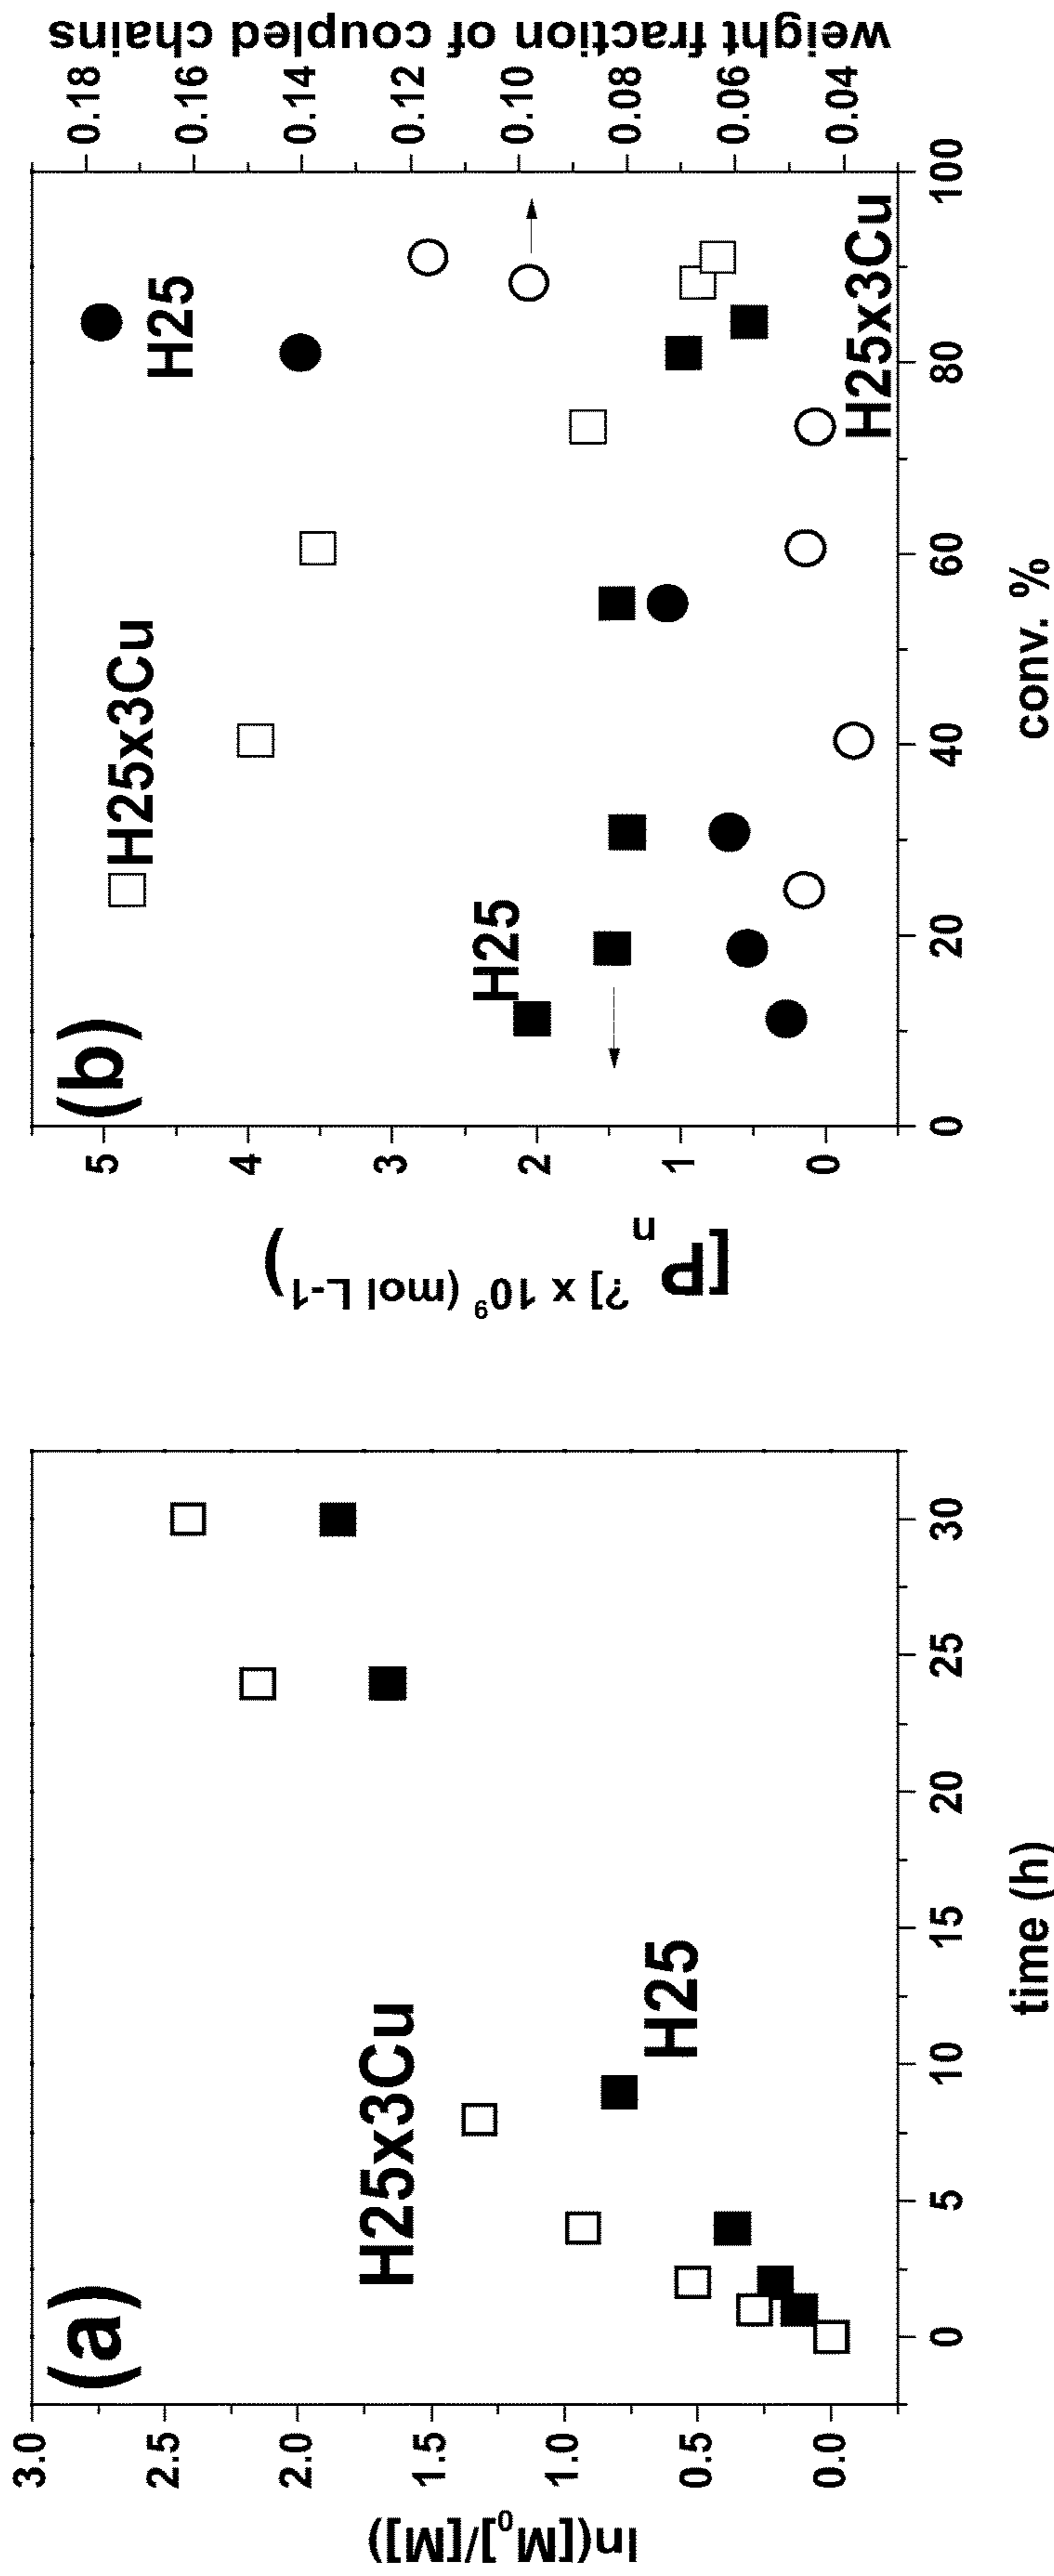 (a)
3.0
2.5
2.0
1.5
1.0
0.5
0.0
ln([M₀]/[M])
H25x3Cu
H25
0 5 10 15 20 25 30
time (h)
(b)
5
4
3
2
1
0
[Pₙ ?] x 10⁹ (mol L-1)
H25x3Cu
H25
H25
H25x3Cu
0 20 40 60 80 100
conv. %
0.18
0.16
0.14
0.12
0.10
0.08
0.06
0.04
weight fraction of coupled chains